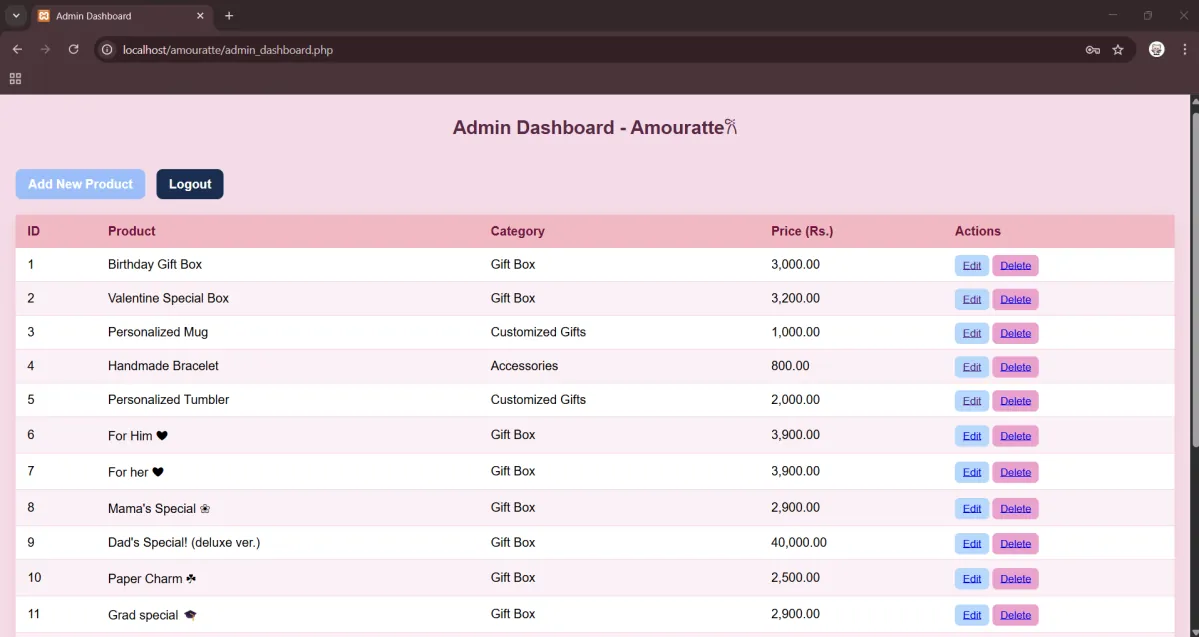 Admin Dashboard
localhost/amouratte/admin_dashboard.php
Admin Dashboard - Amouratte🥂
Add New Product Logout
ID Product Category Price (Rs.) Actions
1 Birthday Gift Box Gift Box 3,000.00 Edit Delete
2 Valentine Special Box Gift Box 3,200.00 Edit Delete
3 Personalized Mug Customized Gifts 1,000.00 Edit Delete
4 Handmade Bracelet Accessories 800.00 Edit Delete
5 Personalized Tumbler Customized Gifts 2,000.00 Edit Delete
6 For Him ♥ Gift Box 3,900.00 Edit Delete
7 For her ♥ Gift Box 3,900.00 Edit Delete
8 Mama's Special ❀ Gift Box 2,900.00 Edit Delete
9 Dad's Special! (deluxe ver.) Gift Box 40,000.00 Edit Delete
10 Paper Charm ☘ Gift Box 2,500.00 Edit Delete
11 Grad special 🎓 Gift Box 2,900.00 Edit Delete